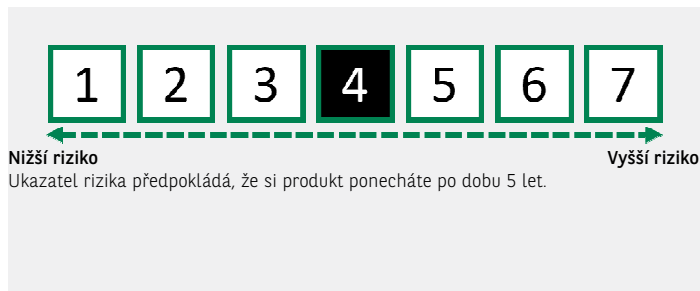 1 2 3 4 5 6 7
Nižší riziko Vyšší riziko
Ukazatel rizika předpokládá, že si produkt ponecháte po dobu 5 let.